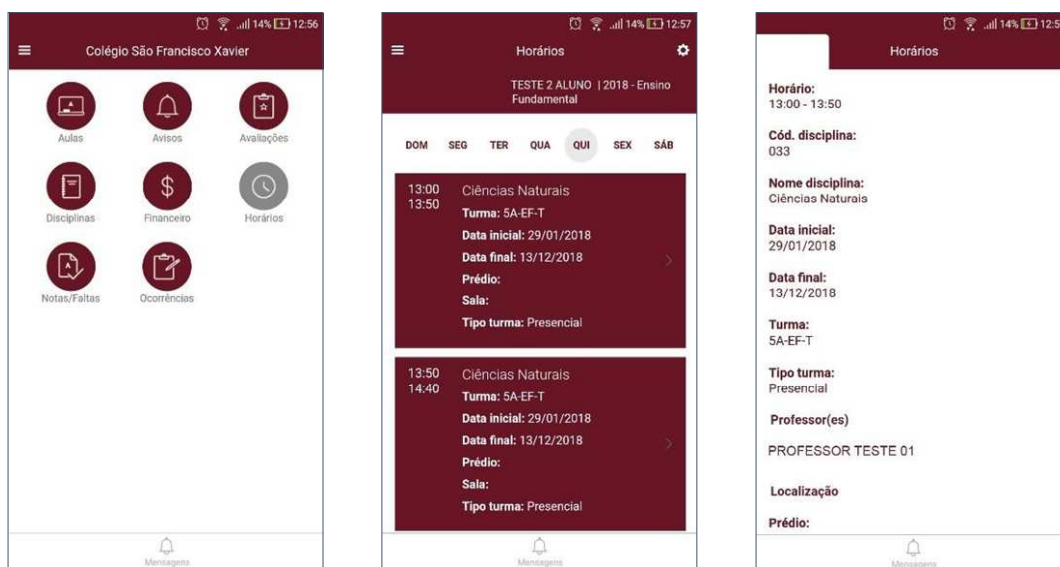 14% 12:56
Colégio São Francisco Xavier
Aulas
Avisos
Avaliações
Disciplinas
Financeiro
Horários
Notas/Faltas
Ocorrências
Mensagens
14% 12:57
Horários
TESTE 2 ALUNO | 2018 - Ensino
Fundamental
DOM SEG TER QUA QUI SEX SÁB
13:00 Ciências Naturais
13:50
Turma: 5A-EF-T
Data inicial: 29/01/2018
Data final: 13/12/2018
Prédio:
Sala:
Tipo turma: Presencial
13:50 Ciências Naturais
14:40
Turma: 5A-EF-T
Data inicial: 29/01/2018
Data final: 13/12/2018
Prédio:
Sala:
Tipo turma: Presencial
Mensagens
14% 12:5
Horários
Horário:
13:00 - 13:50
Cód. disciplina:
033
Nome disciplina:
Ciências Naturais
Data inicial:
29/01/2018
Data final:
13/12/2018
Turma:
5A-EF-T
Tipo turma:
Presencial
Professor(es)
PROFESSOR TESTE 01
Localização
Prédio:
Mensagens